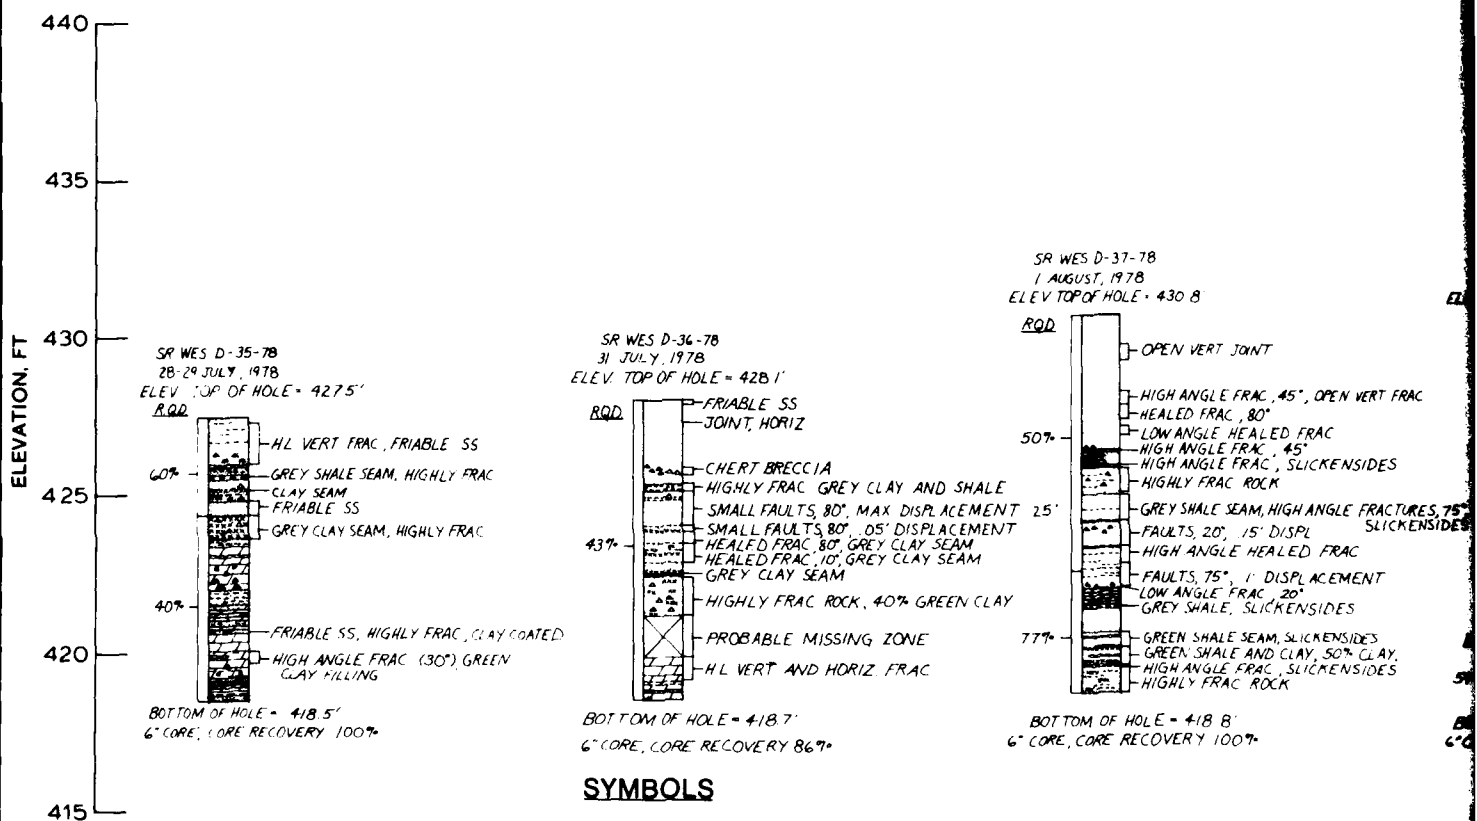 440
435
430
425
420
415
ELEVATION, FT
SR WES D-35-78
28-29 JULY, 1978
ELEV TOP OF HOLE = 427.5'
RQD
60%
40%
HL VERT FRAC, FRIABLE SS
GREY SHALE SEAM, HIGHLY FRAC
CLAY SEAM
FRIABLE SS
GREY CLAY SEAM, HIGHLY FRAC
FRIABLE SS, HIGHLY FRAC, CLAY COATED
HIGH ANGLE FRAC (30°), GREEN
CLAY FILLING
BOTTOM OF HOLE = 418.5'
6" CORE, CORE RECOVERY 100%
SR WES D-36-78
31 JULY, 1978
ELEV. TOP OF HOLE = 428 1'
RQD
43%
FRIABLE SS
JOINT, HORIZ
CHERT BRECCIA
HIGHLY FRAC GREY CLAY AND SHALE
SMALL FAULTS, 80°, MAX DISPLACEMENT 25'
SMALL FAULTS, 80° .05' DISPLACEMENT
HEALED FRAC, 80°, GREY CLAY SEAM
HEALED FRAC, 10°, GREY CLAY SEAM
GREY CLAY SEAM
HIGHLY FRAC ROCK, 40% GREEN CLAY
PROBABLE MISSING ZONE
HL VERT AND HORIZ. FRAC
BOTTOM OF HOLE = 418.7'
6" CORE, CORE RECOVERY 86%
SR WES D-37-78
1 AUGUST, 1978
ELEV TOP OF HOLE = 430 8
RQD
50%
77%
OPEN VERT JOINT
HIGH ANGLE FRAC, 45°, OPEN VERT FRAC
HEALED FRAC, 80°
LOW ANGLE HEALED FRAC
HIGH ANGLE FRAC, 45°
HIGH ANGLE FRAC, SLICKENSIDES
HIGHLY FRAC ROCK
GREY SHALE SEAM, HIGH ANGLE FRACTURES, 75°
SLICKENSIDES
FAULTS, 20°, .15' DISPL
HIGH ANGLE HEALED FRAC
FAULTS, 75°, 1' DISPLACEMENT
LOW ANGLE FRAC, 20°
GREY SHALE, SLICKENSIDES
GREEN SHALE SEAM, SLICKENSIDES
GREEN SHALE AND CLAY, 50% CLAY,
HIGH ANGLE FRAC, SLICKENSIDES
HIGHLY FRAC ROCK
BOTTOM OF HOLE = 418 8'
6" CORE, CORE RECOVERY 100%
SYMBOLS